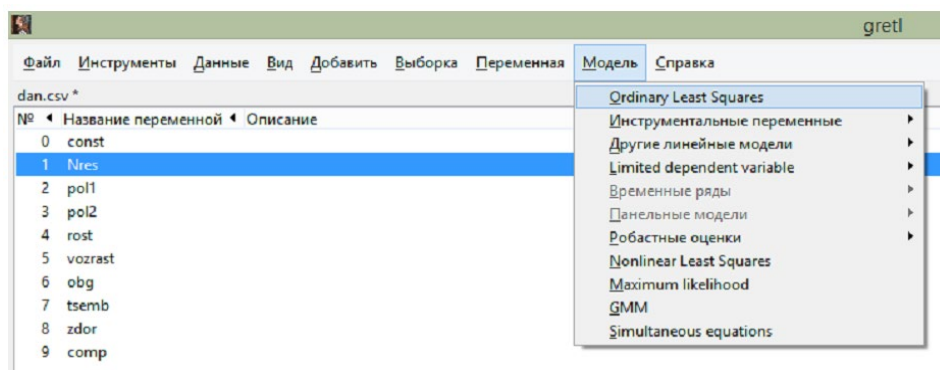 gretl
Файл Инструменты Данные Вид Добавить Выборка Переменная Модель Справка
dan.csv *
№ Название переменной Описание
0 const
1 Nres
2 pol1
3 pol2
4 rost
5 vozrast
6 obg
7 tsemb
8 zdor
9 comp
Ordinary Least Squares
Инструментальные переменные
Другие линейные модели
Limited dependent variable
Временные ряды
Панельные модели
Робастные оценки
Nonlinear Least Squares
Maximum likelihood
GMM
Simultaneous equations